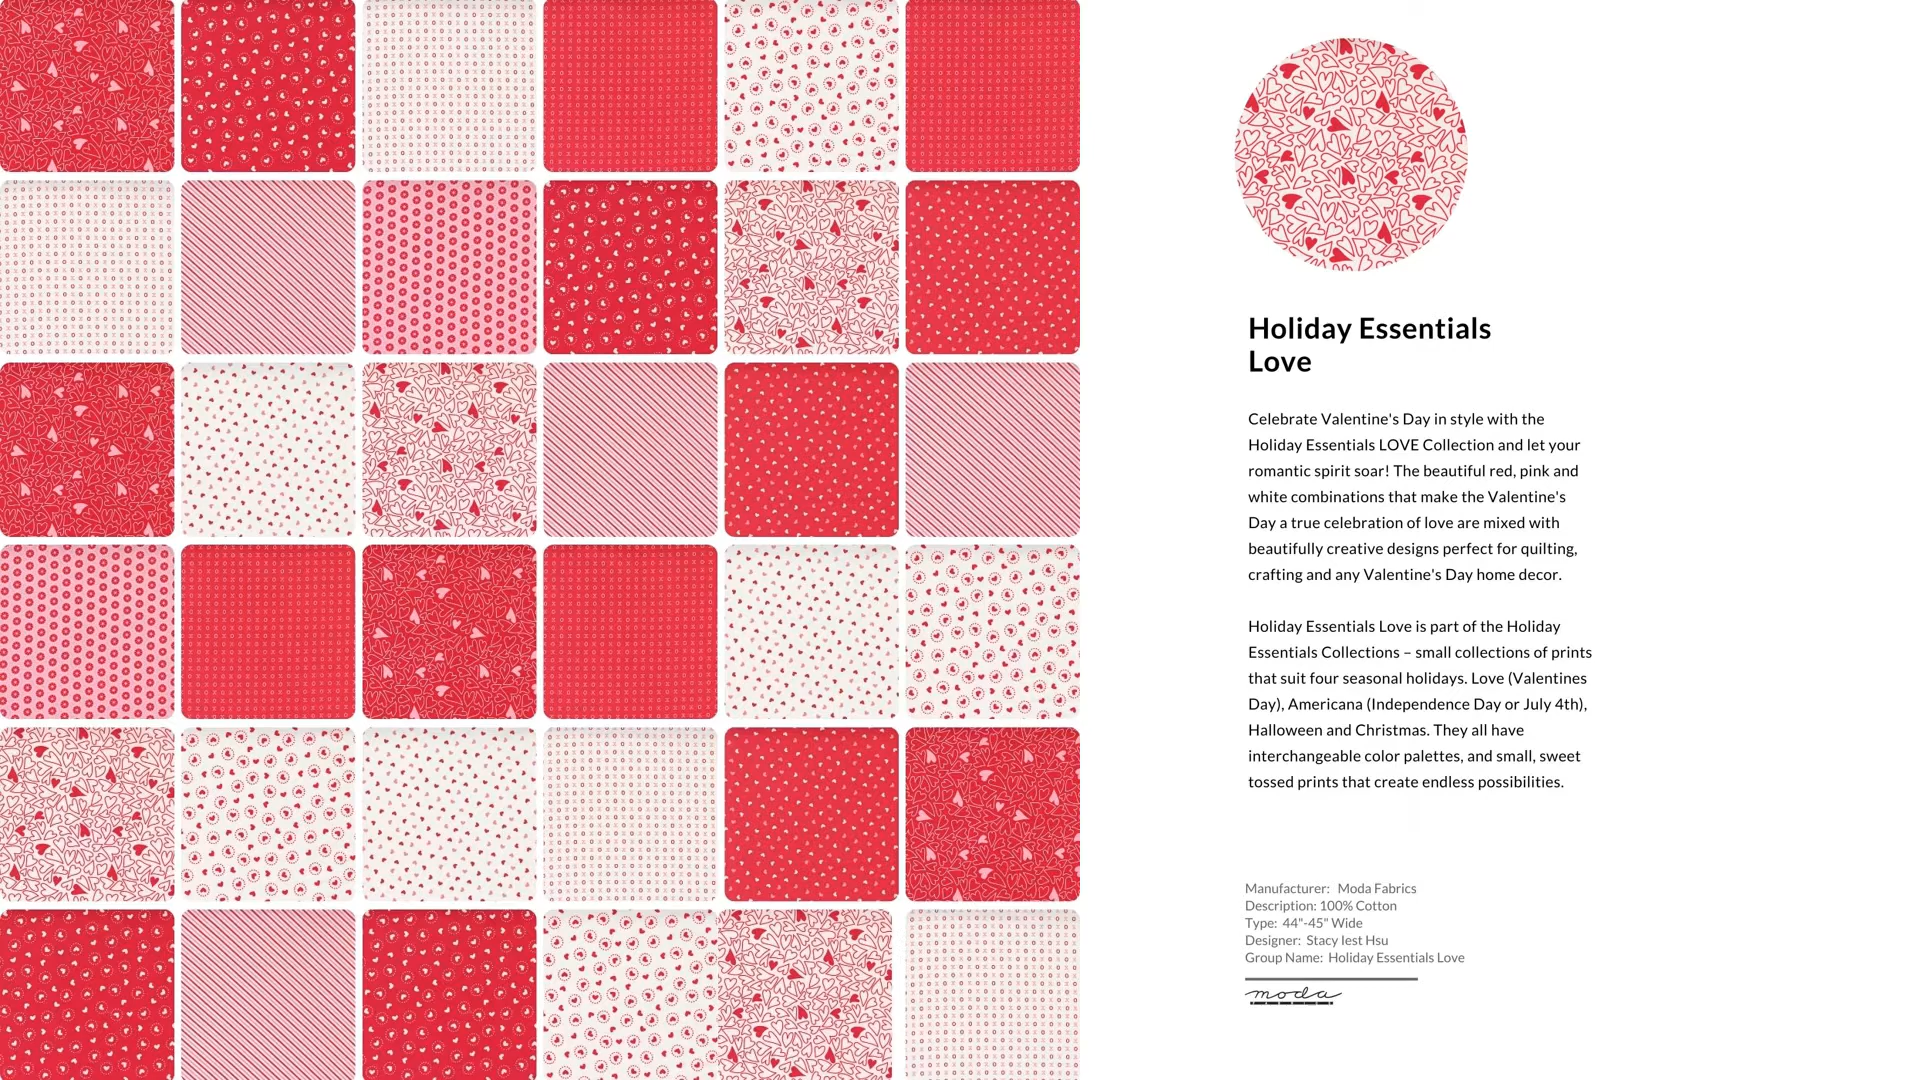 Holiday Essentials
Love
Celebrate Valentine's Day in style with the
Holiday Essentials LOVE Collection and let your
romantic spirit soar! The beautiful red, pink and
white combinations that make the Valentine's
Day a true celebration of love are mixed with
beautifully creative designs perfect for quilting,
crafting and any Valentine's Day home decor.
Holiday Essentials Love is part of the Holiday
Essentials Collections – small collections of prints
that suit four seasonal holidays. Love (Valentines
Day), Americana (Independence Day or July 4th),
Halloween and Christmas. They all have
interchangeable color palettes, and small, sweet
tossed prints that create endless possibilities.
Manufacturer: Moda Fabrics
Description: 100% Cotton
Type: 44"-45" Wide
Designer: Stacy Iest Hsu
Group Name: Holiday Essentials Love
moda